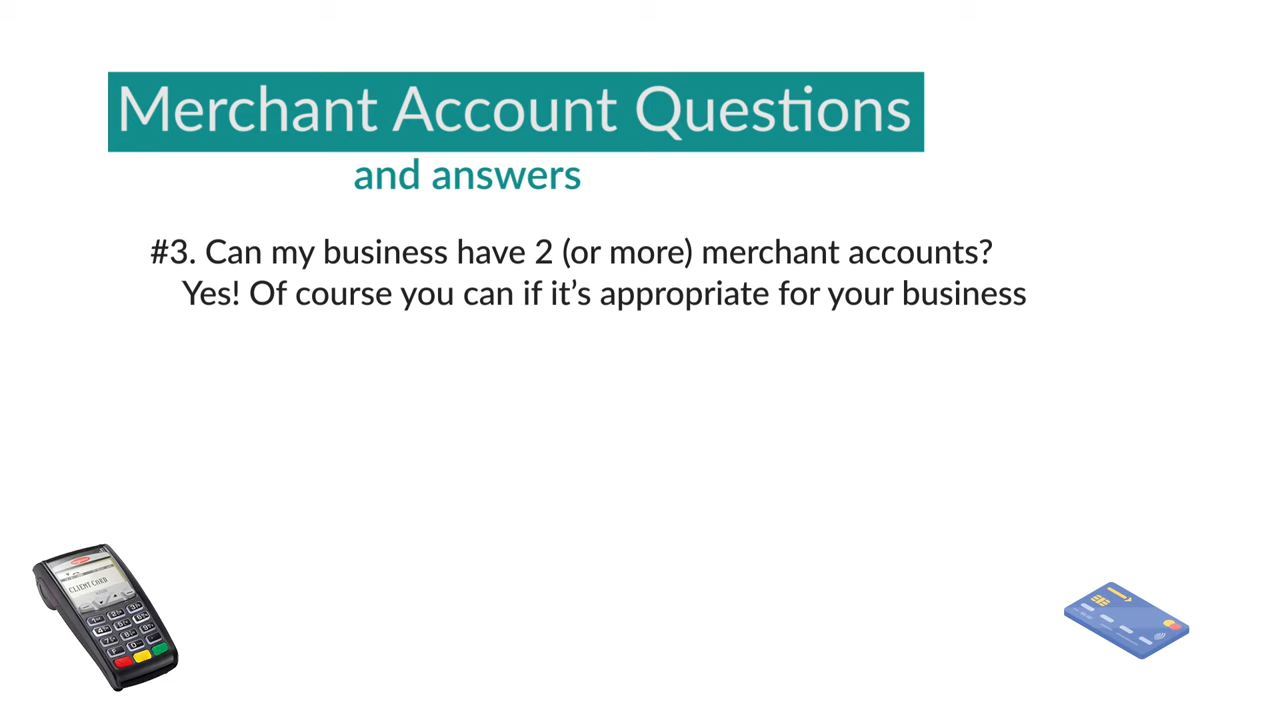 Merchant Account Questions
and answers
#3. Can my business have 2 (or more) merchant accounts?
Yes! Of course you can if it’s appropriate for your business
CLIENT CARD